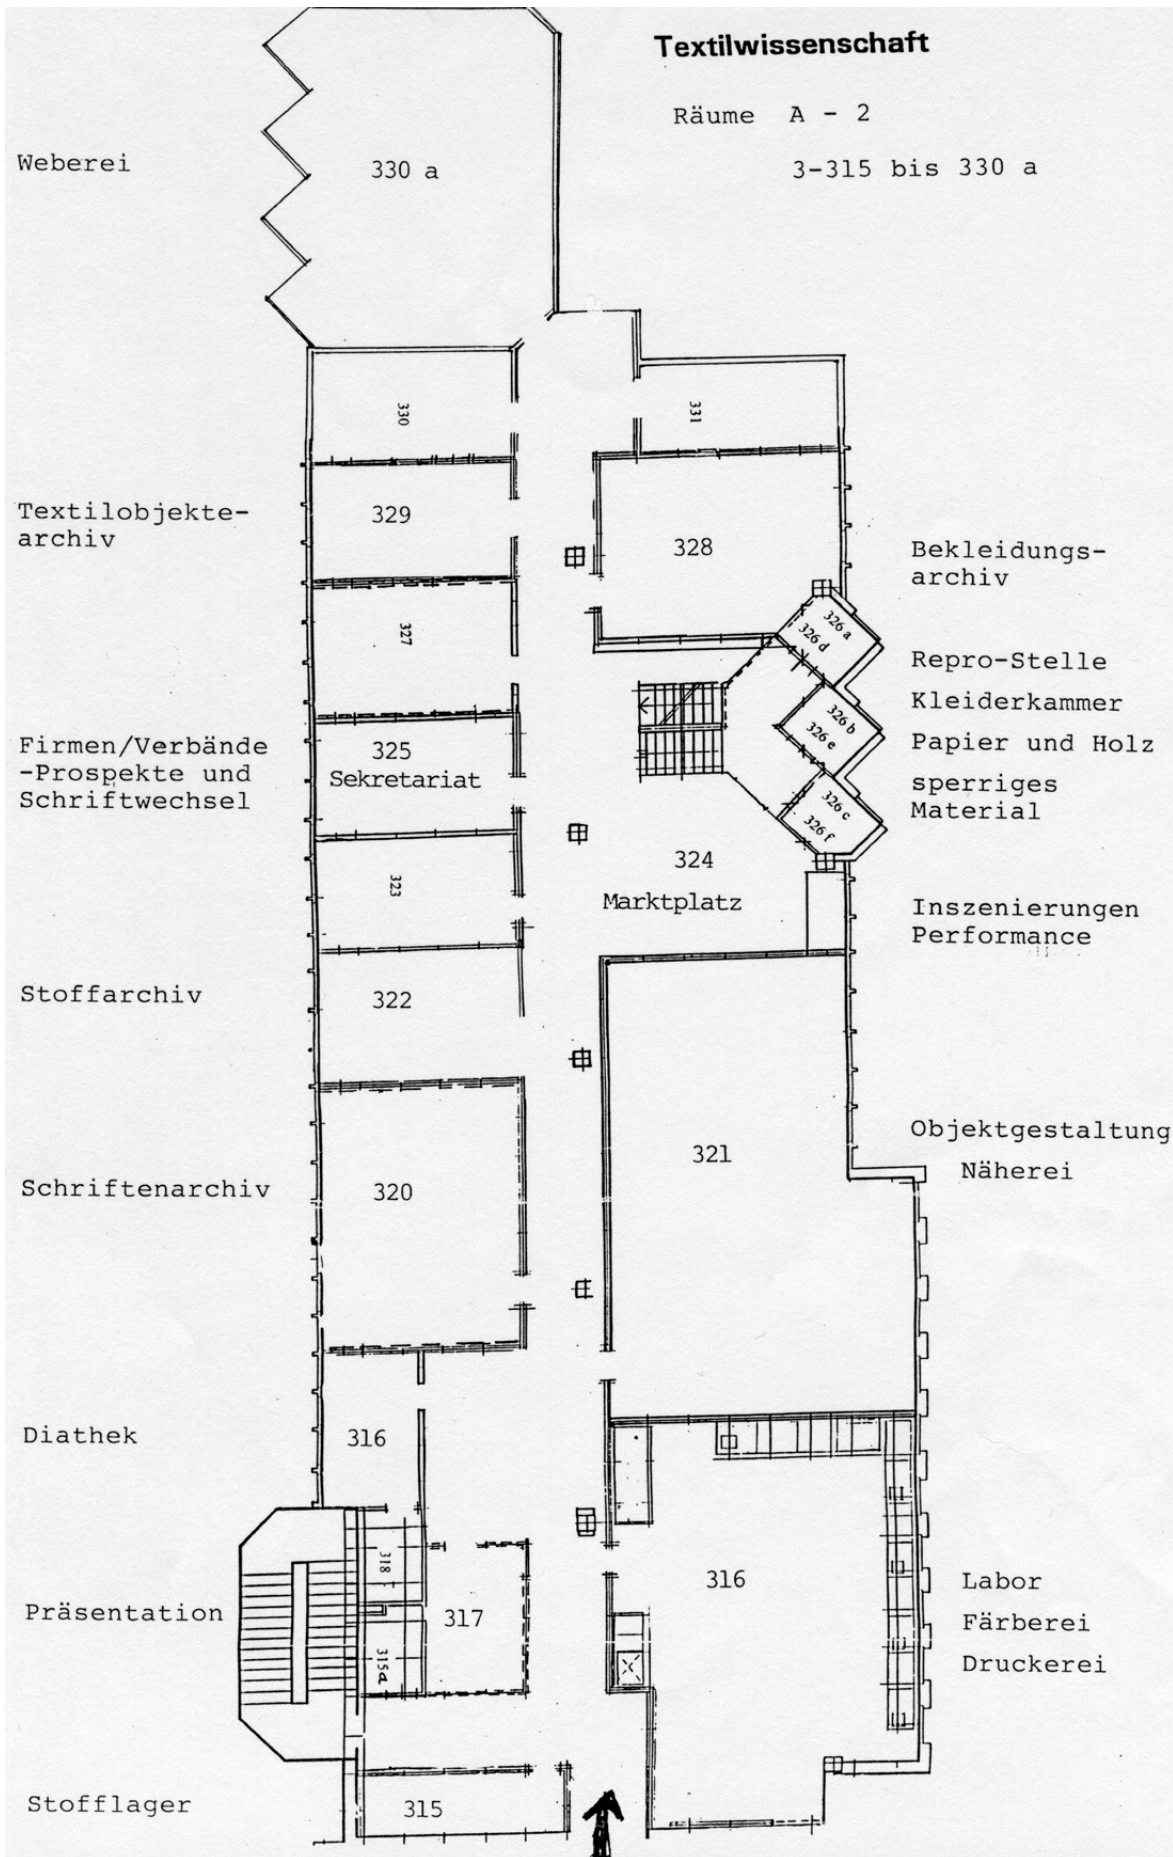 Textilwissenschaft
Räume A - 2
3-315 bis 330 a
Weberei
330 a
330
331
Textilobjekte-
archiv
329
328
Bekleidungs-
archiv
327
326 a
326 d
Repro-Stelle
Kleiderkammer
326 b
326 e
Papier und Holz
Firmen/Verbände
-Prospekte und
Schriftwechsel
325
Sekretariat
sperriges
Material
326 c
326 f
324
Marktplatz
323
Inszenierungen
Performance
Stoffarchiv
322
Objektgestaltung
Näherei
321
Schriftenarchiv
320
Diathek
316
318
316
Labor
Färberei
Druckerei
Präsentation
317
315a
Stofflager
315